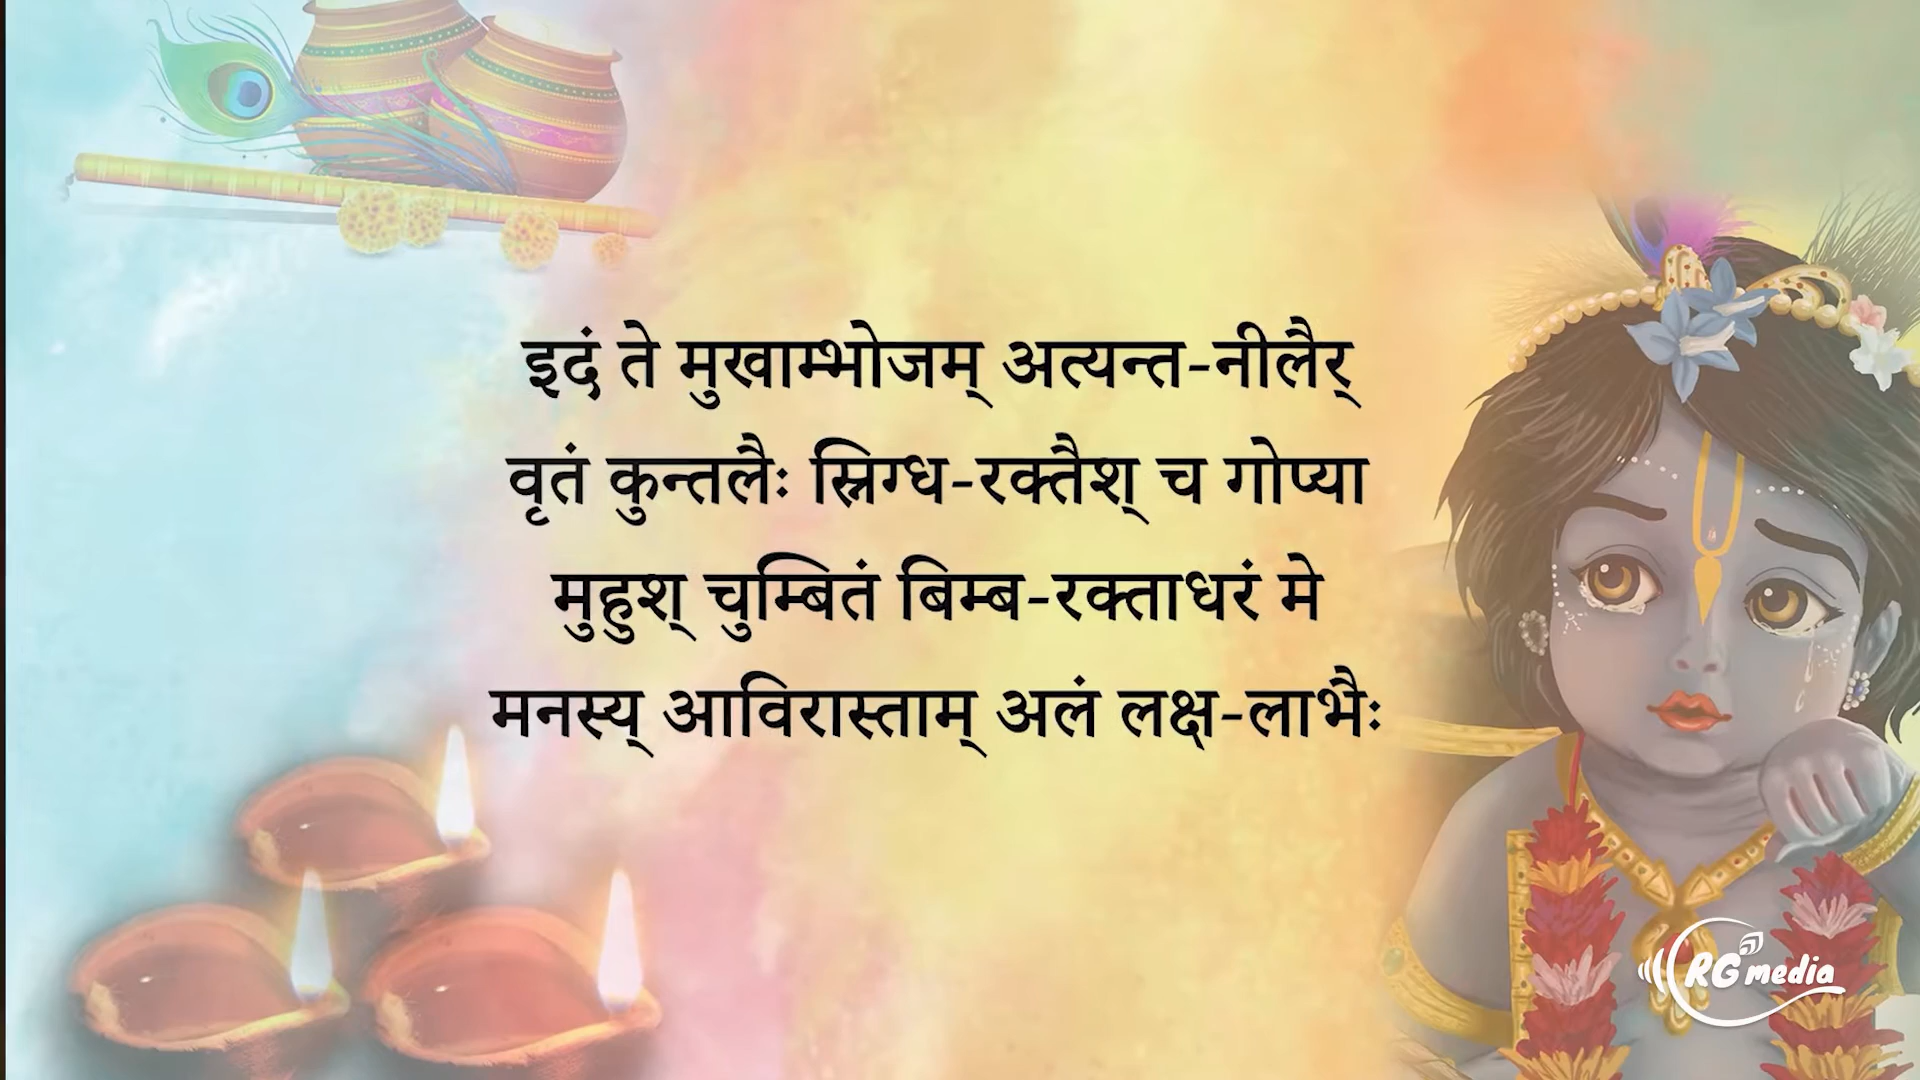 इदं ते मुखाम्भोजम् अत्यन्त-नीलैर्
वृतं कुन्तलैः स्निग्ध-रक्तैश् च गोप्या
मुहुश् चुम्बितं बिम्ब-रक्ताधरं मे
मनस्य् आविरास्ताम् अलं लक्ष-लाभैः
RG media